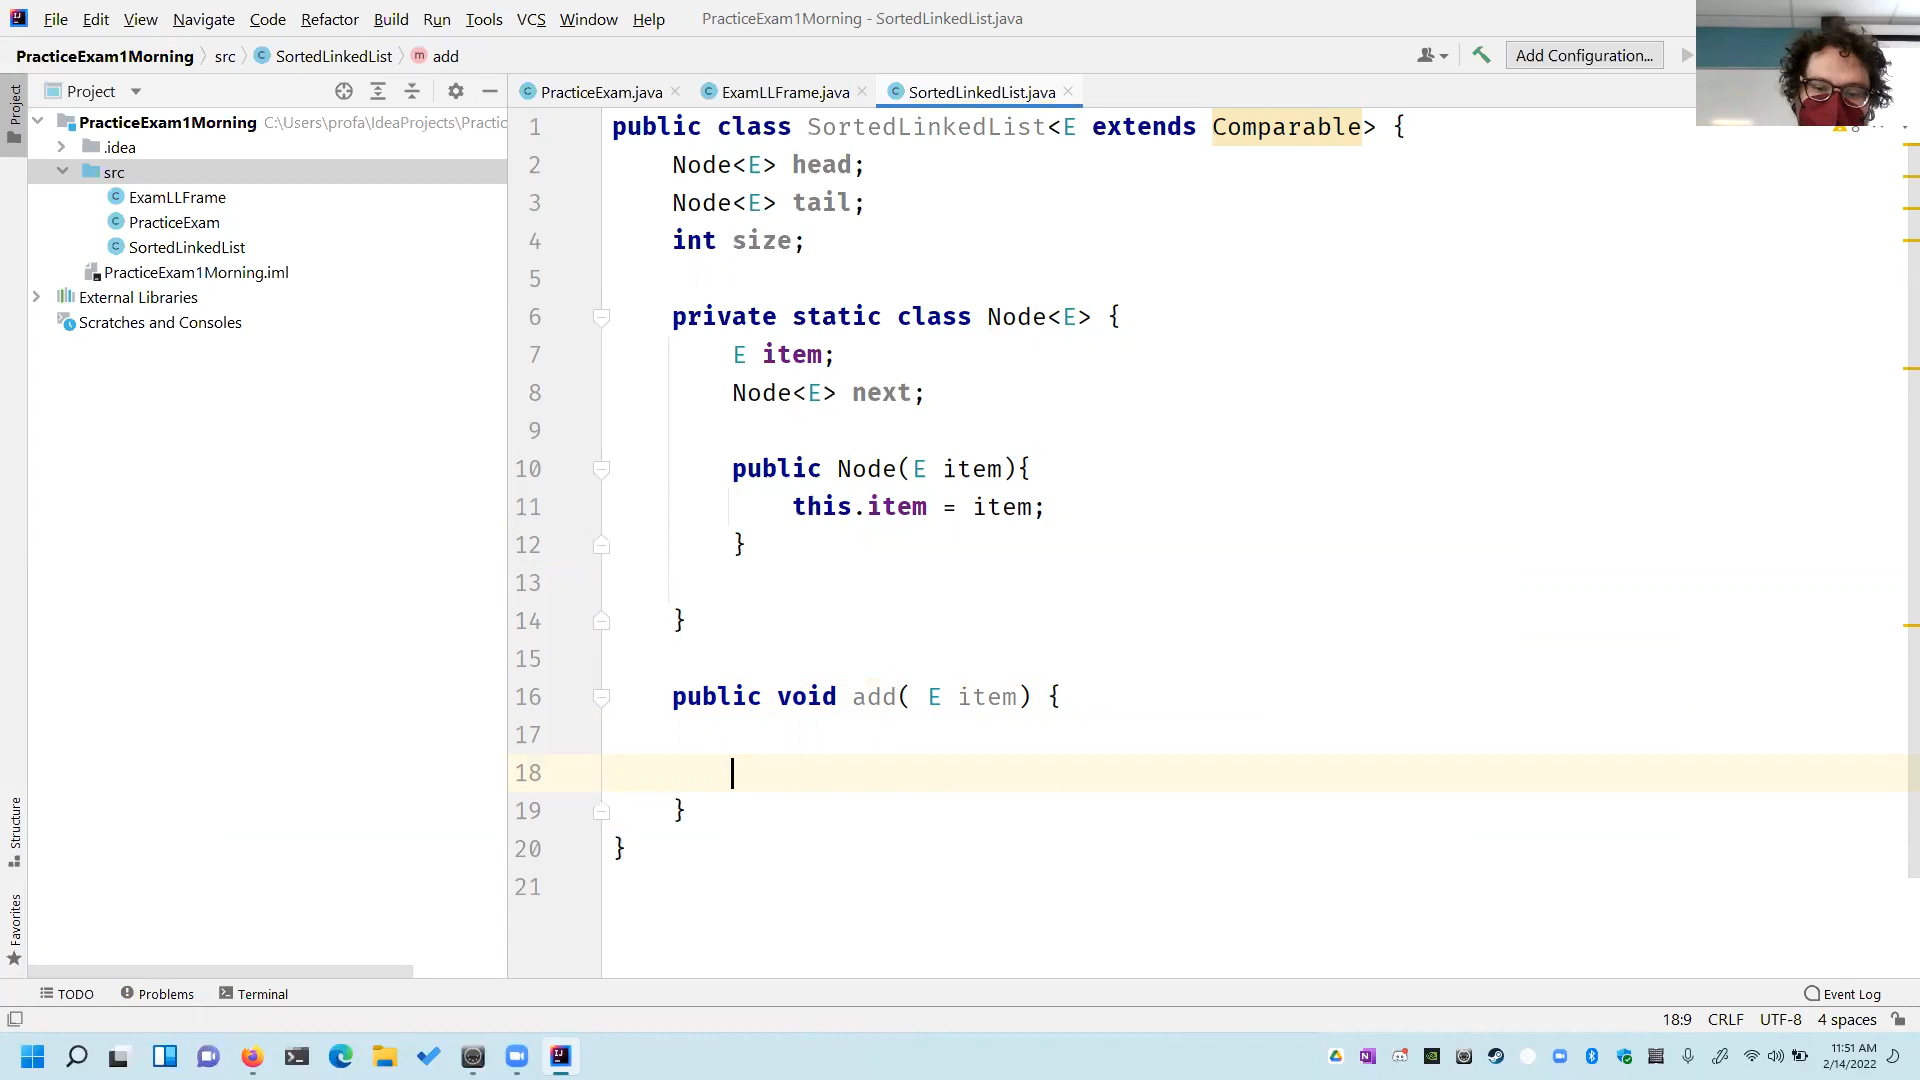 File Edit View Navigate Code Refactor Build Run Tools VCS Window Help PracticeExam1Morning - SortedLinkedList.java
PracticeExam1Morning src SortedLinkedList add Add Configuration...
Project
Project
PracticeExam.java ExamLLFrame.java SortedLinkedList.java
PracticeExam1Morning C:\Users\profa\IdeaProjects\Practic
.idea
src
ExamLLFrame
PracticeExam
SortedLinkedList
PracticeExam1Morning.iml
External Libraries
Scratches and Consoles
1 public class SortedLinkedList<E extends Comparable> {
2 Node<E> head;
3 Node<E> tail;
4 int size;
5
6 private static class Node<E> {
7 E item;
8 Node<E> next;
9
10 public Node(E item){
11 this.item = item;
12 }
13
14 }
15
16 public void add( E item) {
17
18
19 }
20 }
21
Structure
Favorites
TODO Problems Terminal Event Log
18:9 CRLF UTF-8 4 spaces
11:51 AM
2/14/2022